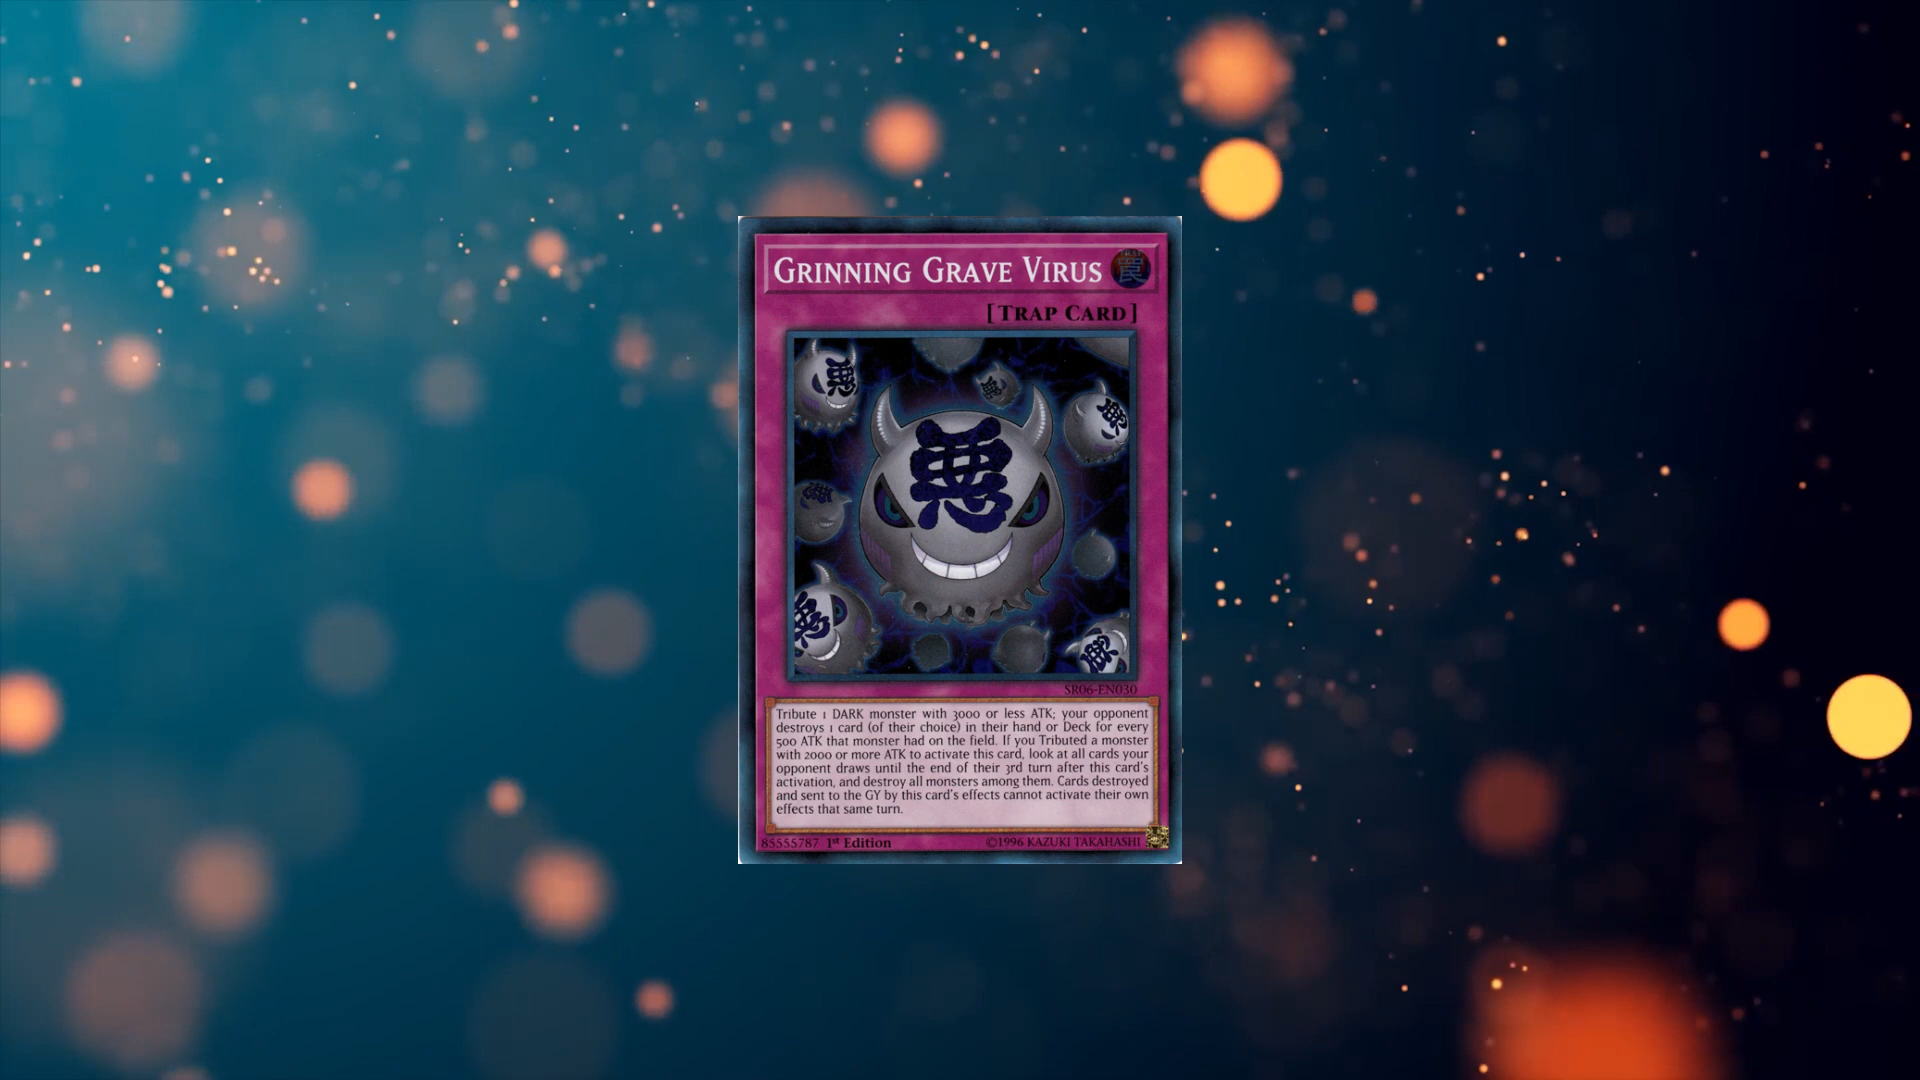 GRINNING GRAVE VIRUS
罠
[TRAP CARD]
悪
SR06-EN030
Tribute 1 DARK monster with 3000 or less ATK; your opponent
destroys 1 card (of their choice) in their hand or Deck for every
500 ATK that monster had on the field. If you Tributed a monster
with 2000 or more ATK to activate this card, look at all cards your
opponent draws until the end of their 3rd turn after this card's
activation, and destroy all monsters among them. Cards destroyed
and sent to the GY by this card's effects cannot activate their own
effects that same turn.
85555787 1st Edition ©1996 KAZUKI TAKAHASHI